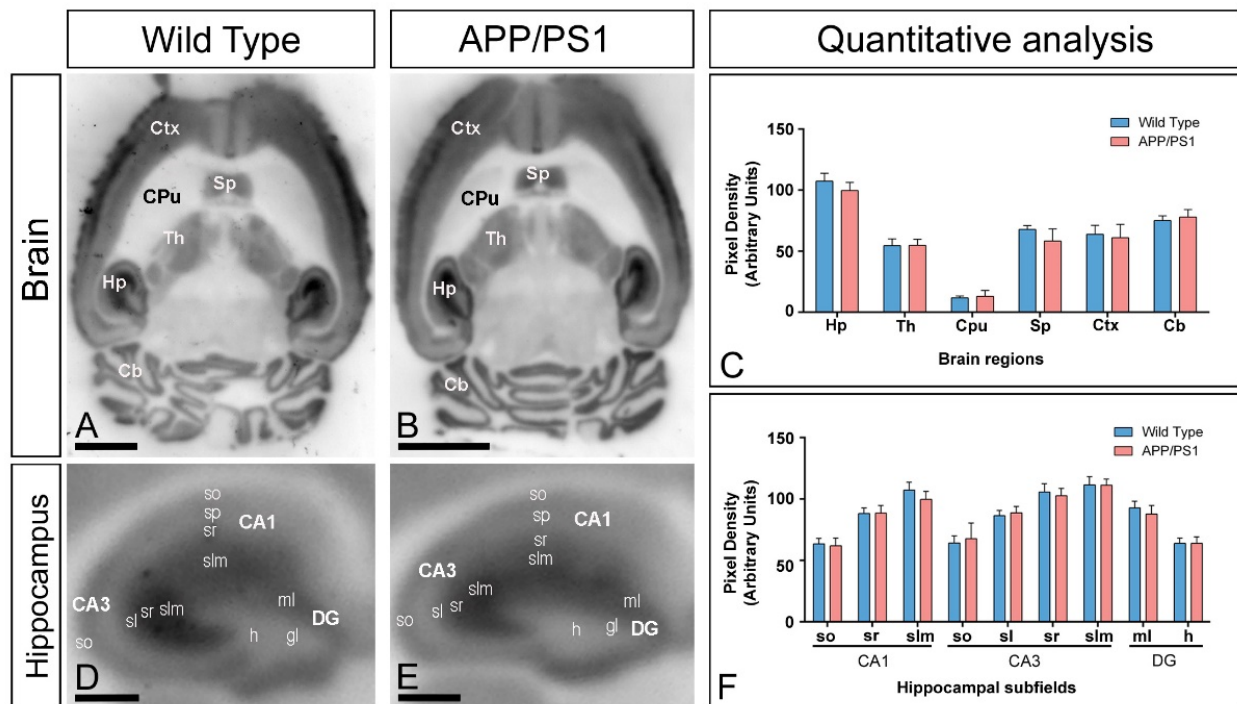 Wild Type
APP/PS1
Quantitative analysis
Brain
Ctx
Sp
CPu
Th
Hp
Cb
A
Ctx
Sp
CPu
Th
Hp
Cb
B
Pixel Density
(Arbitrary Units)
150
100
50
0
Wild Type
APP/PS1
Hp Th Cpu Sp Ctx Cb
Brain regions
C
Hippocampus
so
sp
CA1
sr
slm
CA3
sl sr slm
ml
DG
so
h gl
D
so
sp
CA1
sr
slm
CA3
slm
so sl sr
ml
h gl
DG
E
Pixel Density
(Arbitrary Units)
150
100
50
0
Wild Type
APP/PS1
so sr slm so sl sr slm ml h
CA1 CA3 DG
Hippocampal subfields
F